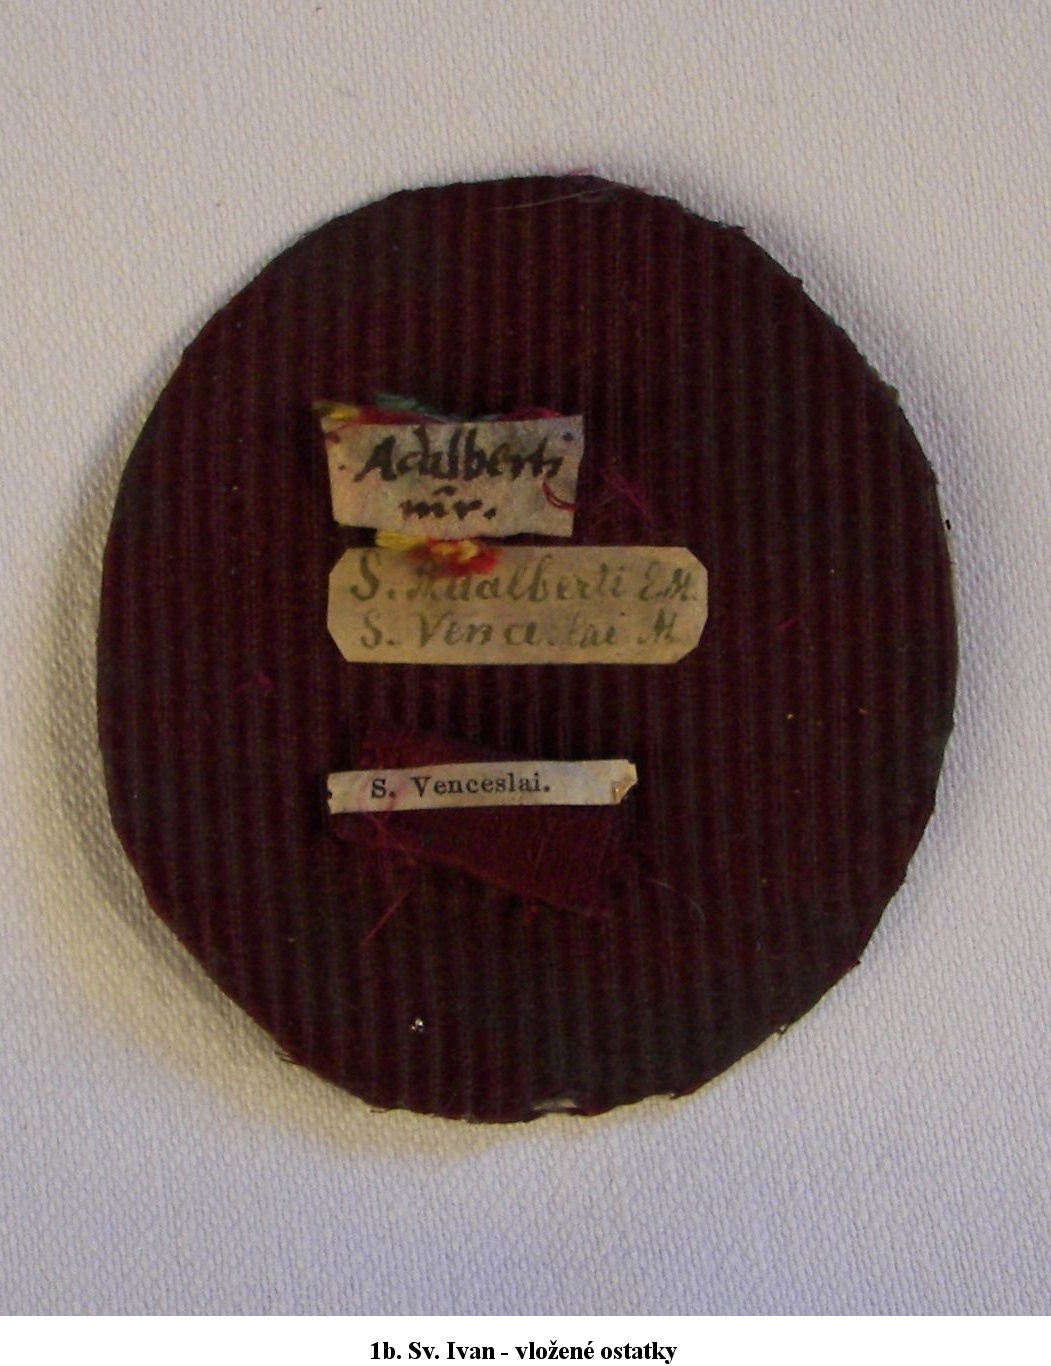 Adalberti
mr.
S. Adalberti E.M.
S. Venceslai M
S. Venceslai.
1b. Sv. Ivan - vložené ostatky